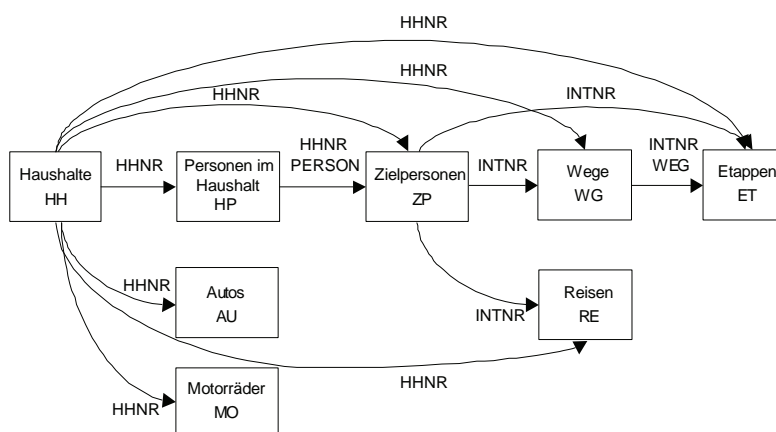 HHNR
HHNR
HHNR
INTNR
Haushalte
HH
HHNR
Personen im
Haushalt
HP
HHNR
PERSON
Zielpersonen
ZP
INTNR
Wege
WG
INTNR
WEG
Etappen
ET
HHNR
Autos
AU
INTNR
Reisen
RE
HHNR
Motorräder
MO
HHNR